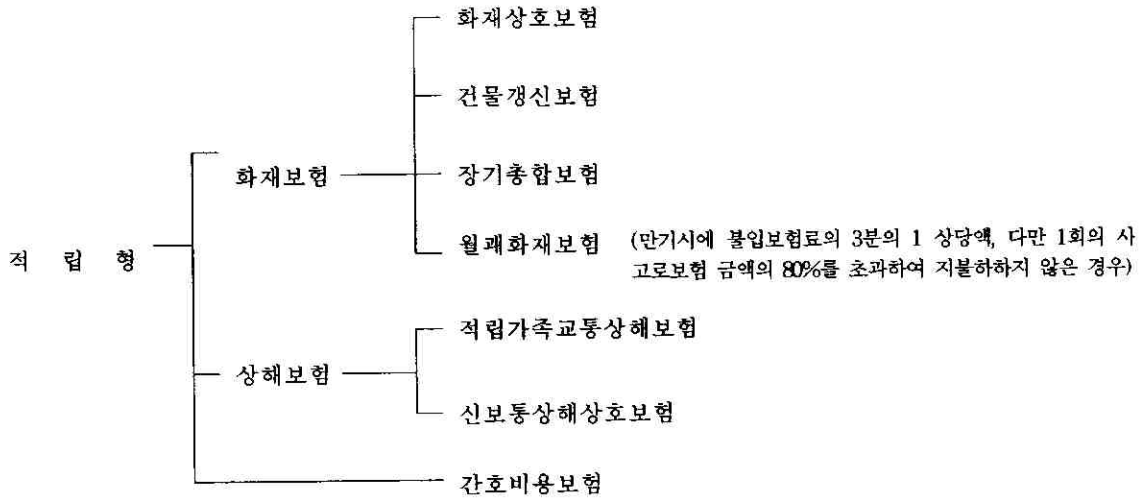 화재상호보험
건물갱신보험
화재보험
장기총합보험
적 립 형
월괘화재보험 (만기시에 불입보험료의 3분의 1 상당액, 다만 1회의 사
고로보험 금액의 80%를 초과하여 지불하하지 않은 경우)
적립가족교통상해보험
상해보험
신보통상해상호보험
간호비용보험